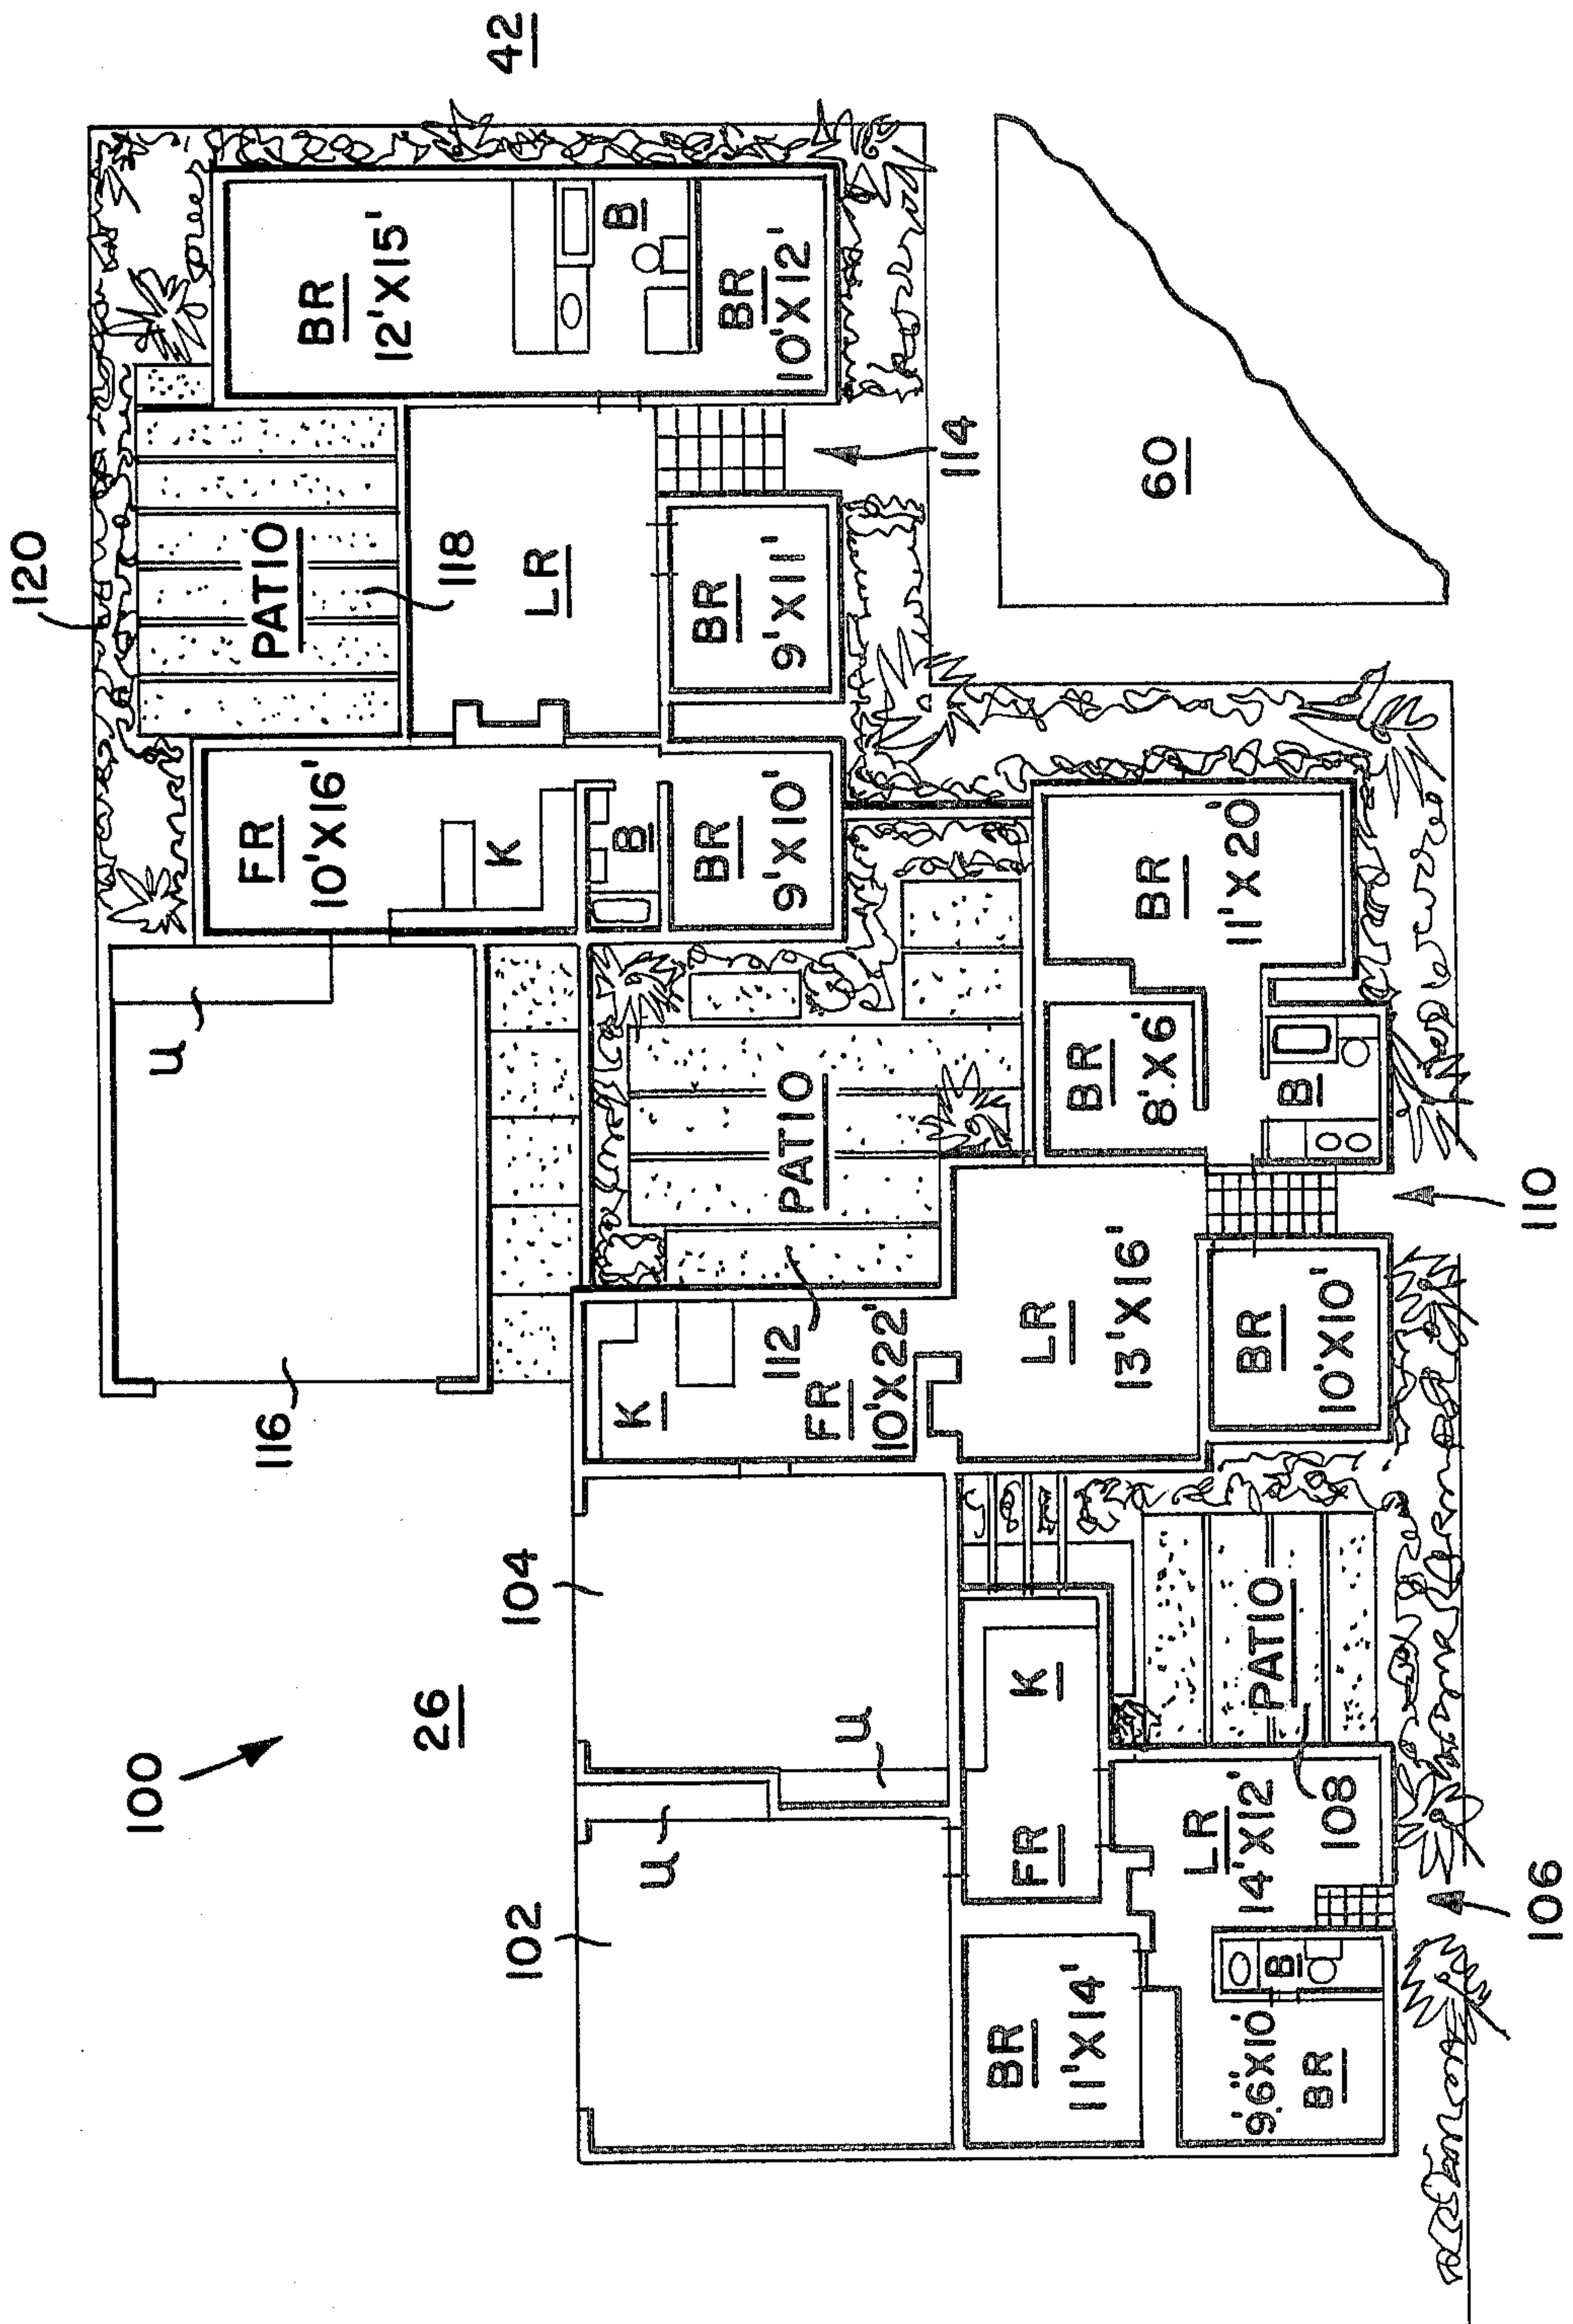 42
120
BR
12'X15'
B
BR
10'X12'
PATIO
118
LR
BR
9'X11'
114
60
FR
10'X16'
K
B
BR
9'X10'
U
116
PATIO
112
BR
11'X20'
BR
8'X6'
B
110
K
FR
10'X22'
LR
13'X16'
BR
10'X10'
100
26
104
U
102
U
K
FR
PATIO
108
LR
14'X12'
106
BR
11'X14'
B
9'6"X10'
BR